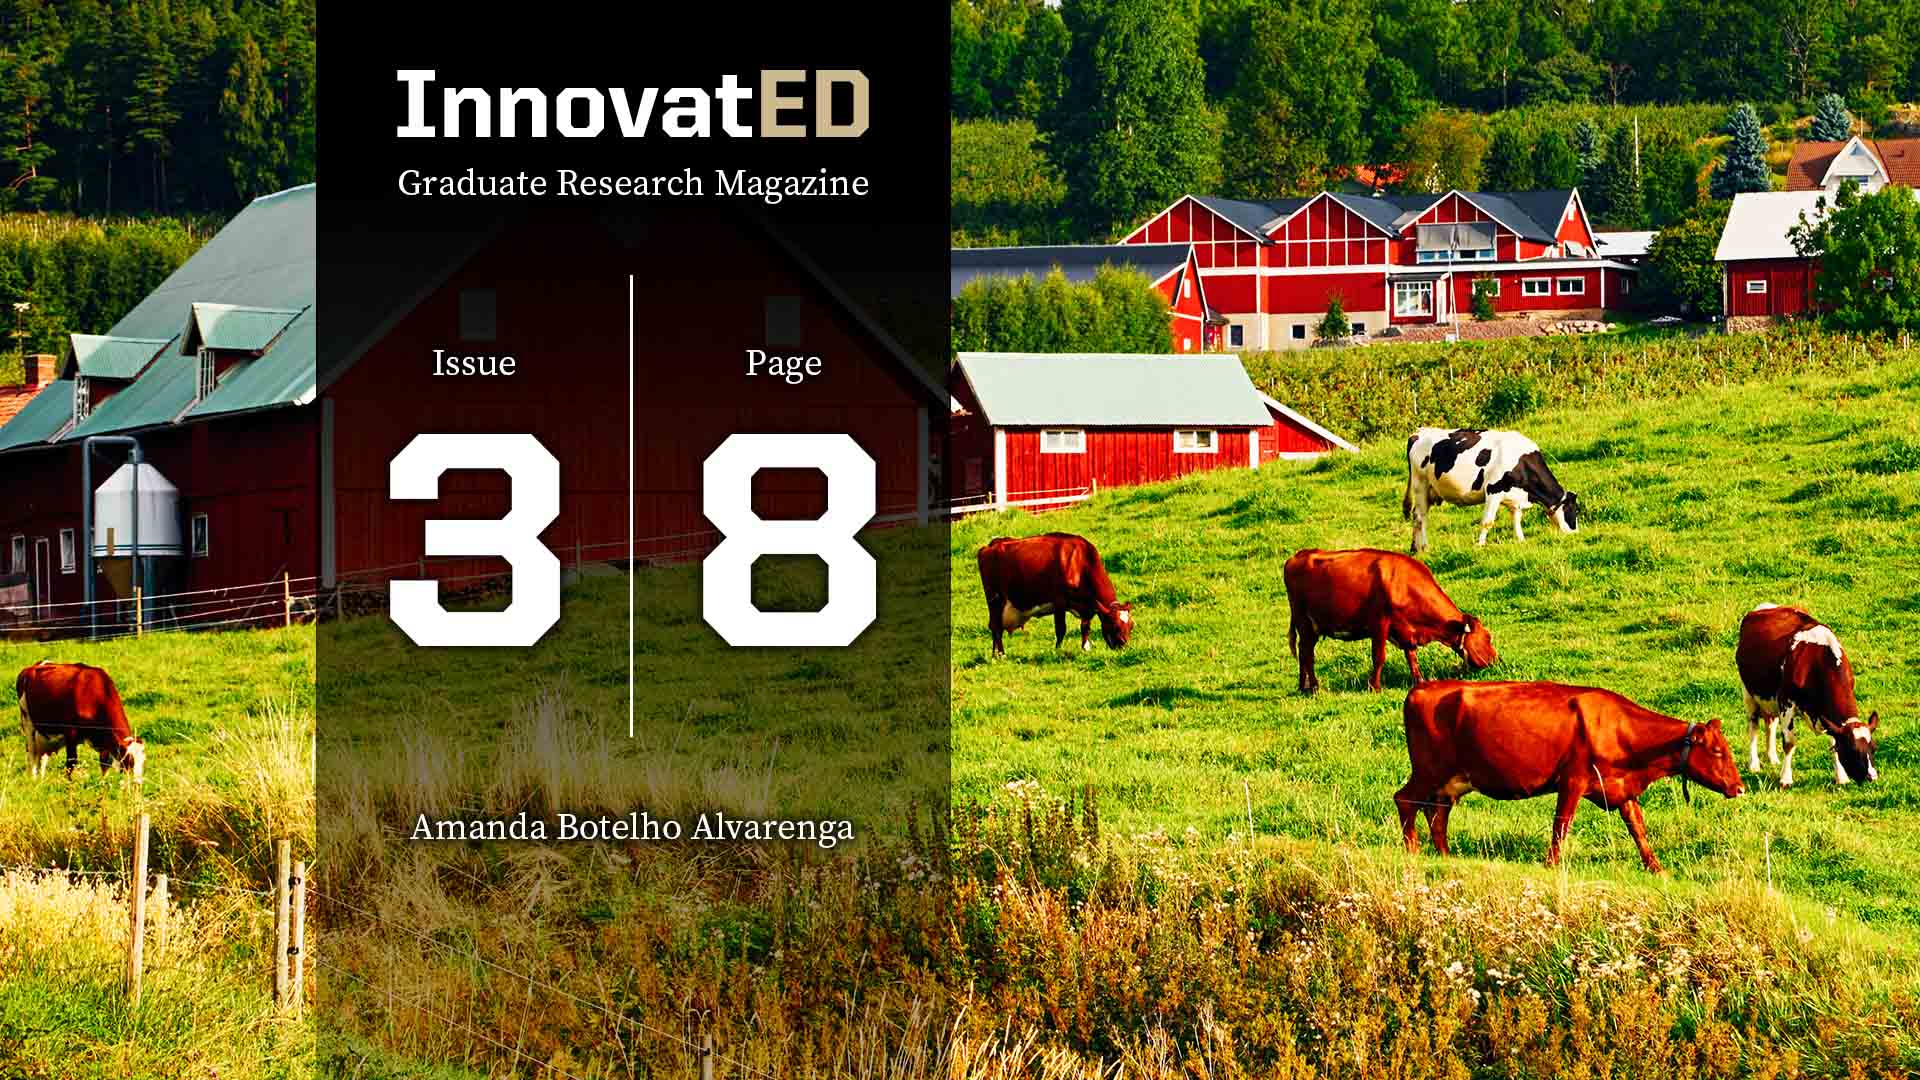 InnovatED
Graduate Research Magazine
Issue
Page
3
8
Amanda Botelho Alvarenga